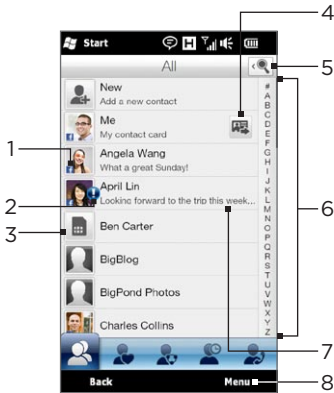 4
Start
H
All
5
#
A
B
C
D
E
F
G
H
I
J
K
L
M
N
O
P
Q
R
S
T
U
V
W
X
Y
Z
New
Add a new contact
Me
My contact card
1
Angela Wang
What a great Sunday!
2
April Lin
Looking forward to the trip this week...
6
3
Ben Carter
BigBlog
BigPond Photos
7
Charles Collins
Back
Menu
8